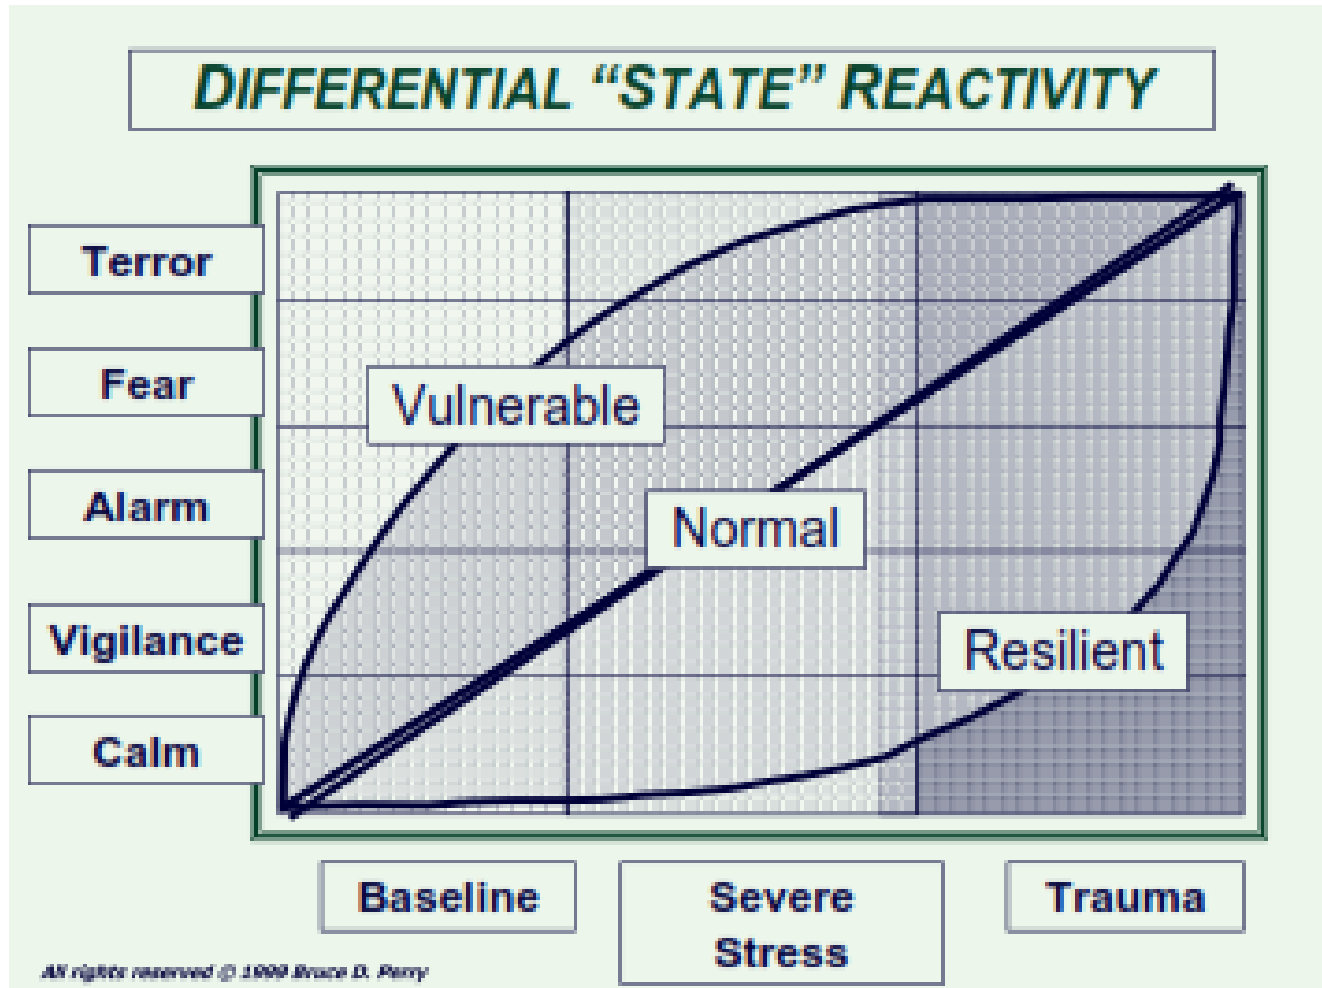 DIFFERENTIAL “STATE” REACTIVITY
Terror
Fear
Alarm
Vigilance
Calm
Vulnerable
Normal
Resilient
Baseline
Severe
Stress
Trauma
All rights reserved © 1999 Bruce D. Perry